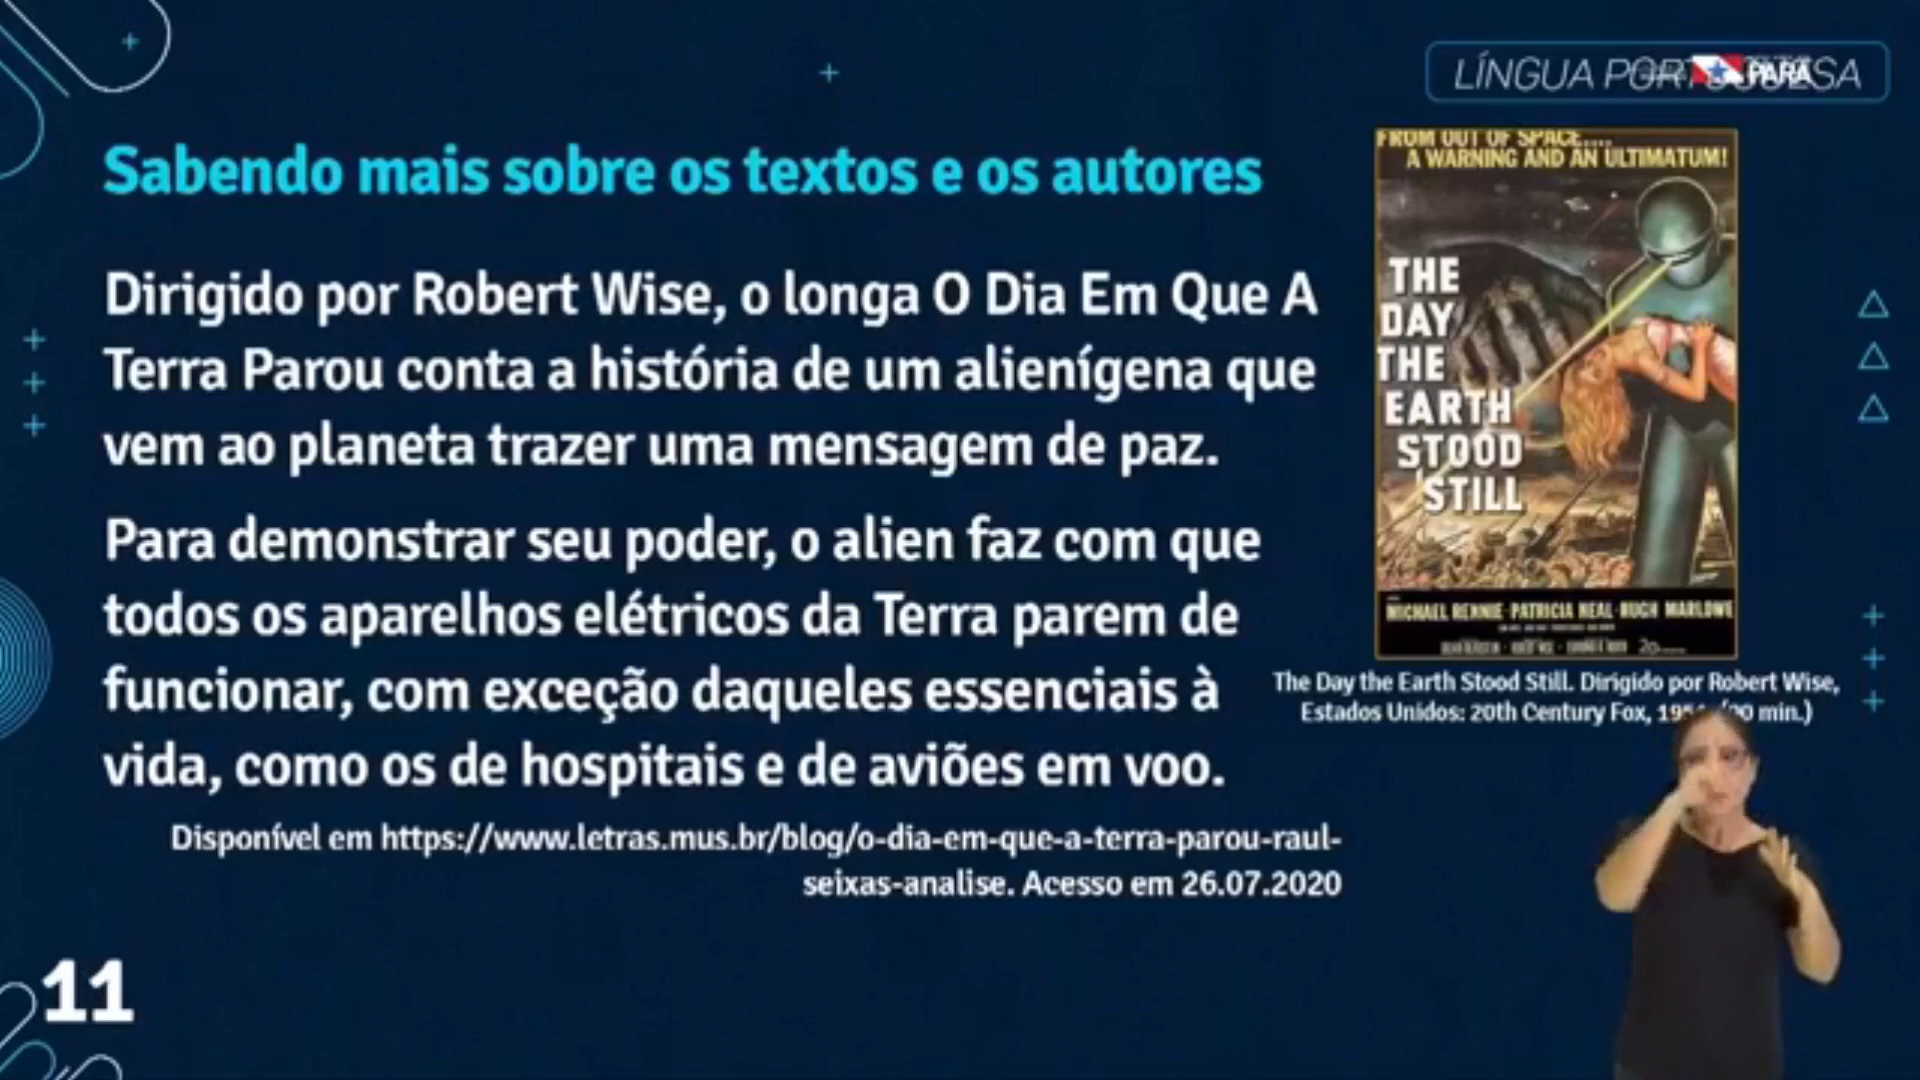 LÍNGUA PORTUGUESA
PARÁ
Sabendo mais sobre os textos e os autores
Dirigido por Robert Wise, o longa O Dia Em Que A
Terra Parou conta a história de um alienígena que
vem ao planeta trazer uma mensagem de paz.
Para demonstrar seu poder, o alien faz com que
todos os aparelhos elétricos da Terra parem de
funcionar, com exceção daqueles essenciais à
vida, como os de hospitais e de aviões em voo.
Disponível em https://www.letras.mus.br/blog/o-dia-em-que-a-terra-parou-raul-
seixas-analise. Acesso em 26.07.2020
FROM OUT OF SPACE....
A WARNING AND AN ULTIMATUM!
THE
DAY
THE
EARTH
STOOD
STILL
MICHAEL RENNIE · PATRICIA NEAL · HUGH MARLOWE
The Day the Earth Stood Still. Dirigido por Robert Wise,
Estados Unidos: 20th Century Fox, min.)
11